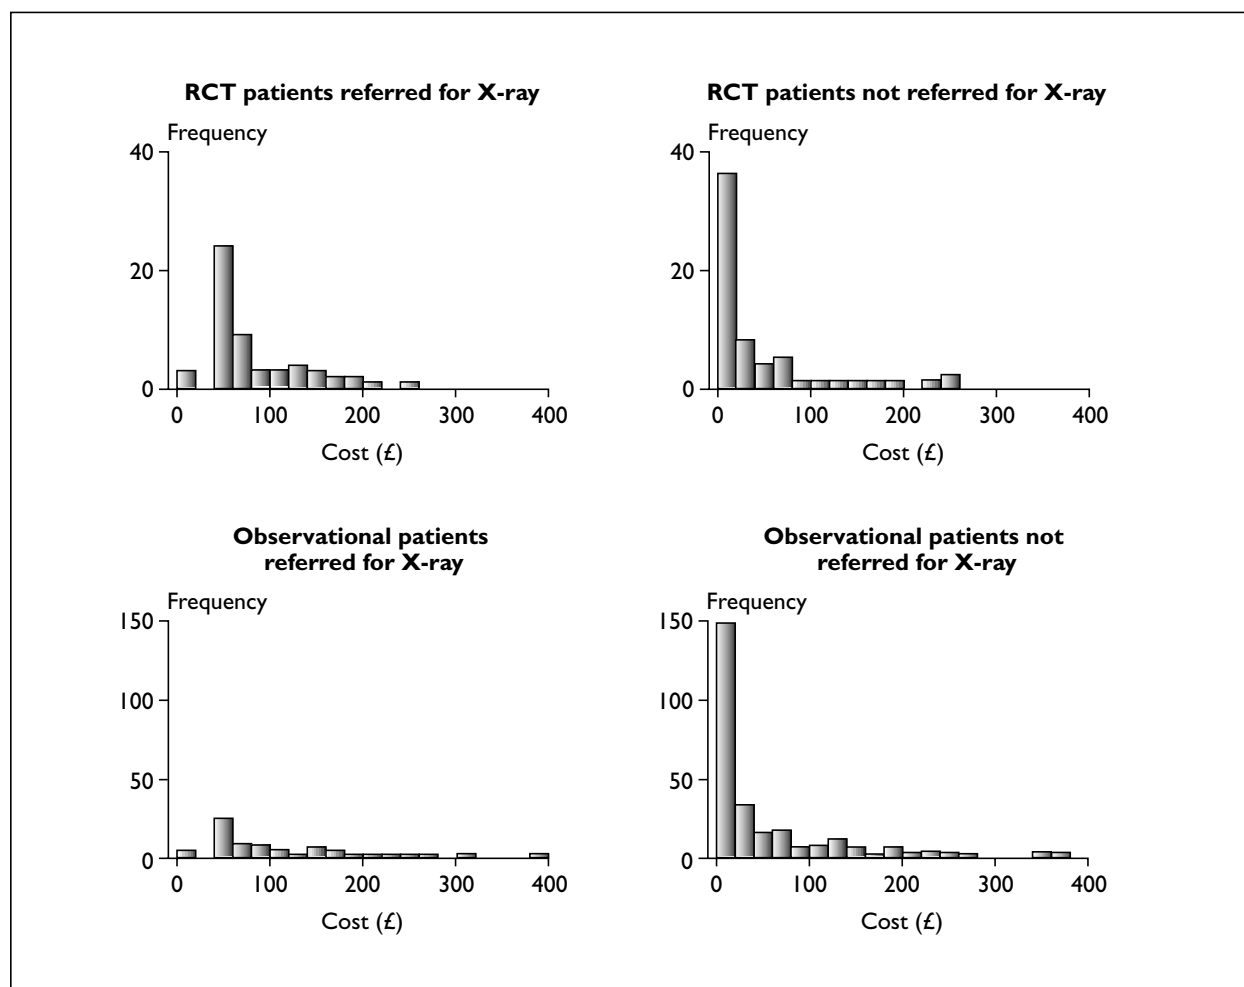 RCT patients referred for X-ray
Frequency
40
20
0
0 100 200 300 400
Cost (£)
RCT patients not referred for X-ray
Frequency
40
20
0
0 100 200 300 400
Cost (£)
Observational patients
referred for X-ray
Frequency
150
100
50
0
0 100 200 300 400
Cost (£)
Observational patients not
referred for X-ray
Frequency
150
100
50
0
0 100 200 300 400
Cost (£)